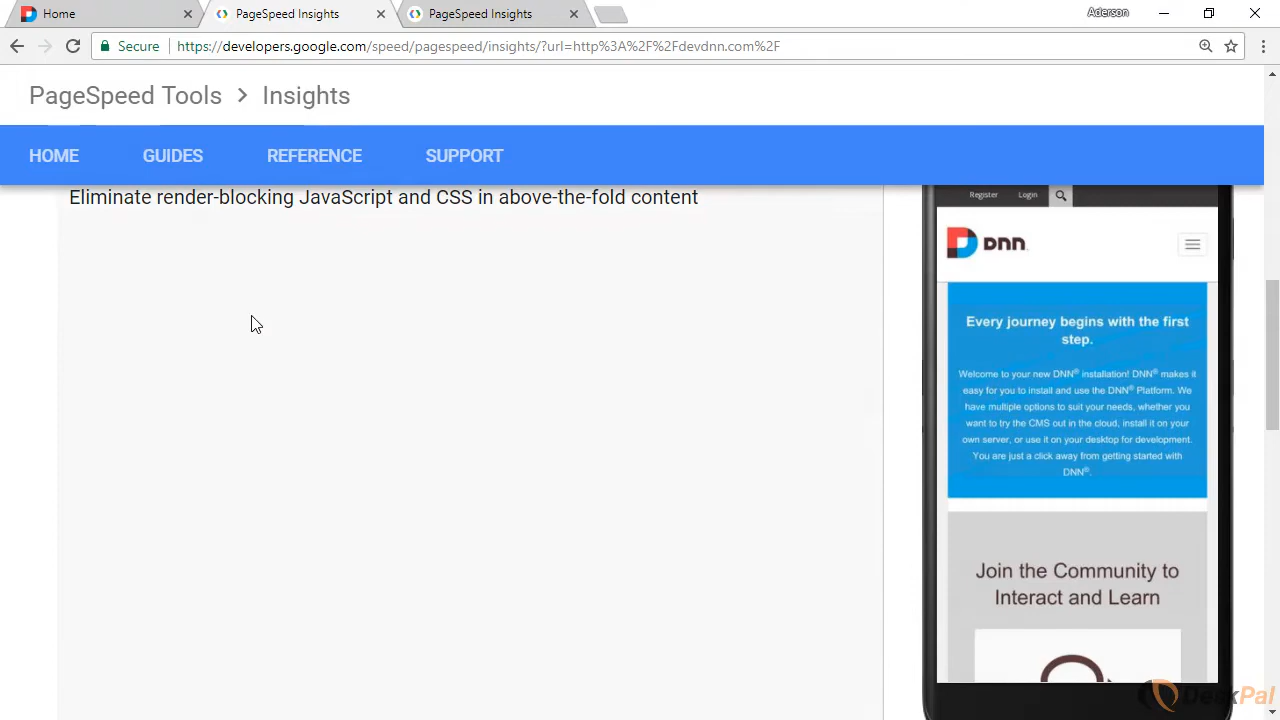 Home
PageSpeed Insights
PageSpeed Insights
Aderson
Secure
https://developers.google.com/speed/pagespeed/insights/?url=http%3A%2F%2Fdevdnn.com%2F
PageSpeed Tools
Insights
HOME
GUIDES
REFERENCE
SUPPORT
Eliminate render-blocking JavaScript and CSS in above-the-fold content
Register
Login
DNN
Every journey begins with the first
step.
Welcome to your new DNN® installation! DNN® makes it
easy for you to install and use the DNN® Platform. We
have multiple options to suit your needs, whether you
want to try the CMS out in the cloud, install it on your
own server, or use it on your desktop for development.
You are just a click away from getting started with
DNN®.
Join the Community to
Interact and Learn
DeskPal